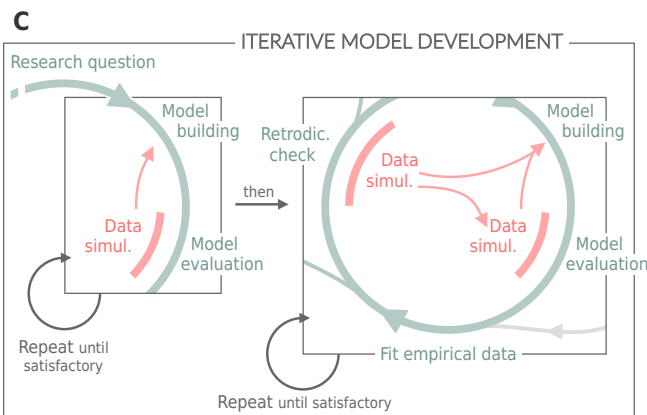 C
ITERATIVE MODEL DEVELOPMENT
Research question
Model
building
Data
simul.
Model
evaluation
Repeat until
satisfactory
then
Retrodic.
check
Data
simul.
Model
building
Data
simul.
Model
evaluation
Fit empirical data
Repeat until satisfactory